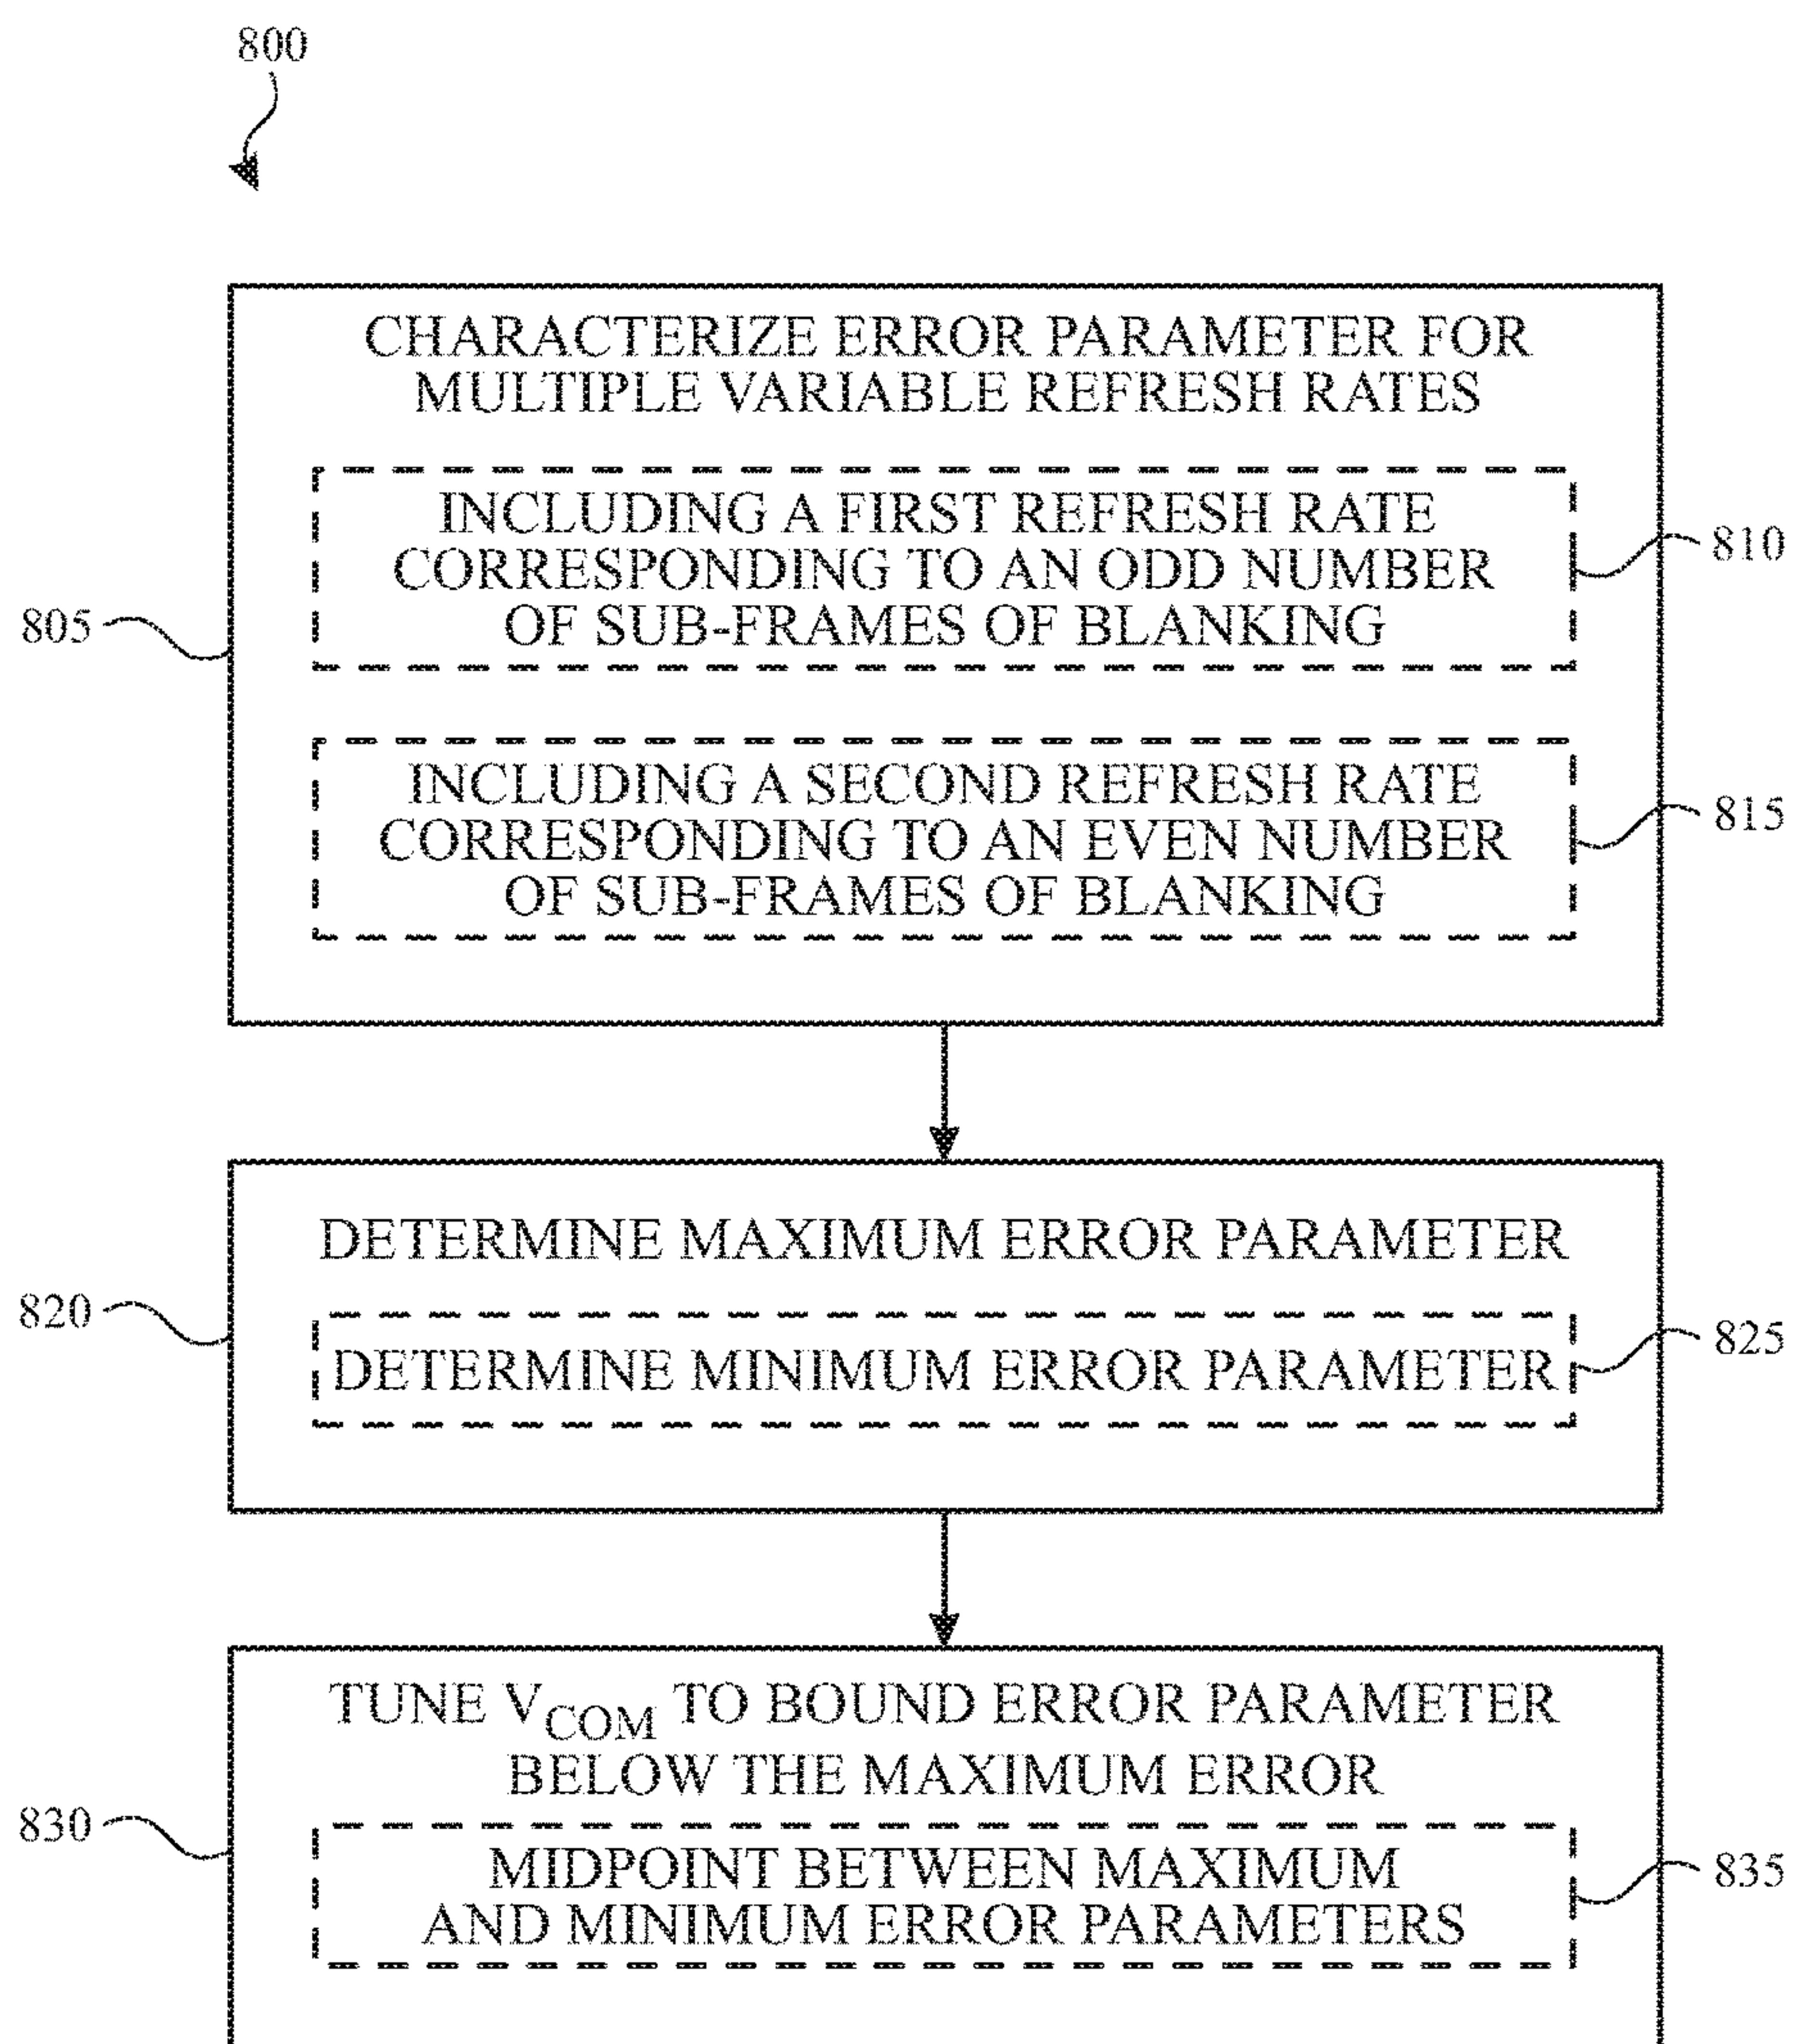 800
CHARACTERIZE ERROR PARAMETER FOR
MULTIPLE VARIABLE REFRESH RATES
INCLUDING A FIRST REFRESH RATE
CORRESPONDING TO AN ODD NUMBER
OF SUB-FRAMES OF BLANKING
810
805
INCLUDING A SECOND REFRESH RATE
CORRESPONDING TO AN EVEN NUMBER
OF SUB-FRAMES OF BLANKING
815
DETERMINE MAXIMUM ERROR PARAMETER
820
DETERMINE MINIMUM ERROR PARAMETER
825
TUNE VCOM TO BOUND ERROR PARAMETER
BELOW THE MAXIMUM ERROR
830
MIDPOINT BETWEEN MAXIMUM
AND MINIMUM ERROR PARAMETERS
835